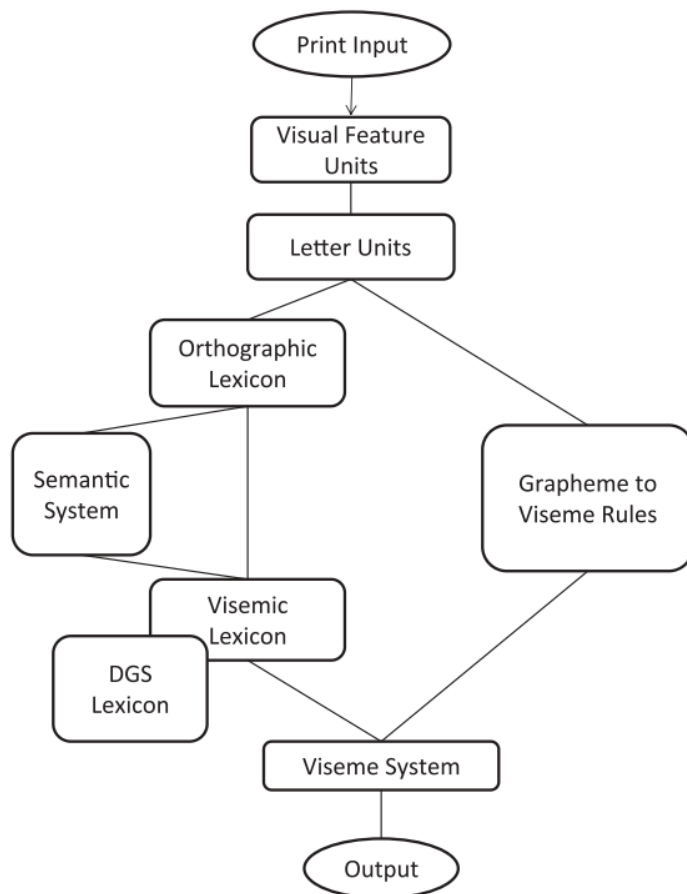 Print Input
Visual Feature
Units
Letter Units
Orthographic
Lexicon
Semantic
System
Grapheme to
Viseme Rules
Visemic
Lexicon
DGS
Lexicon
Viseme System
Output